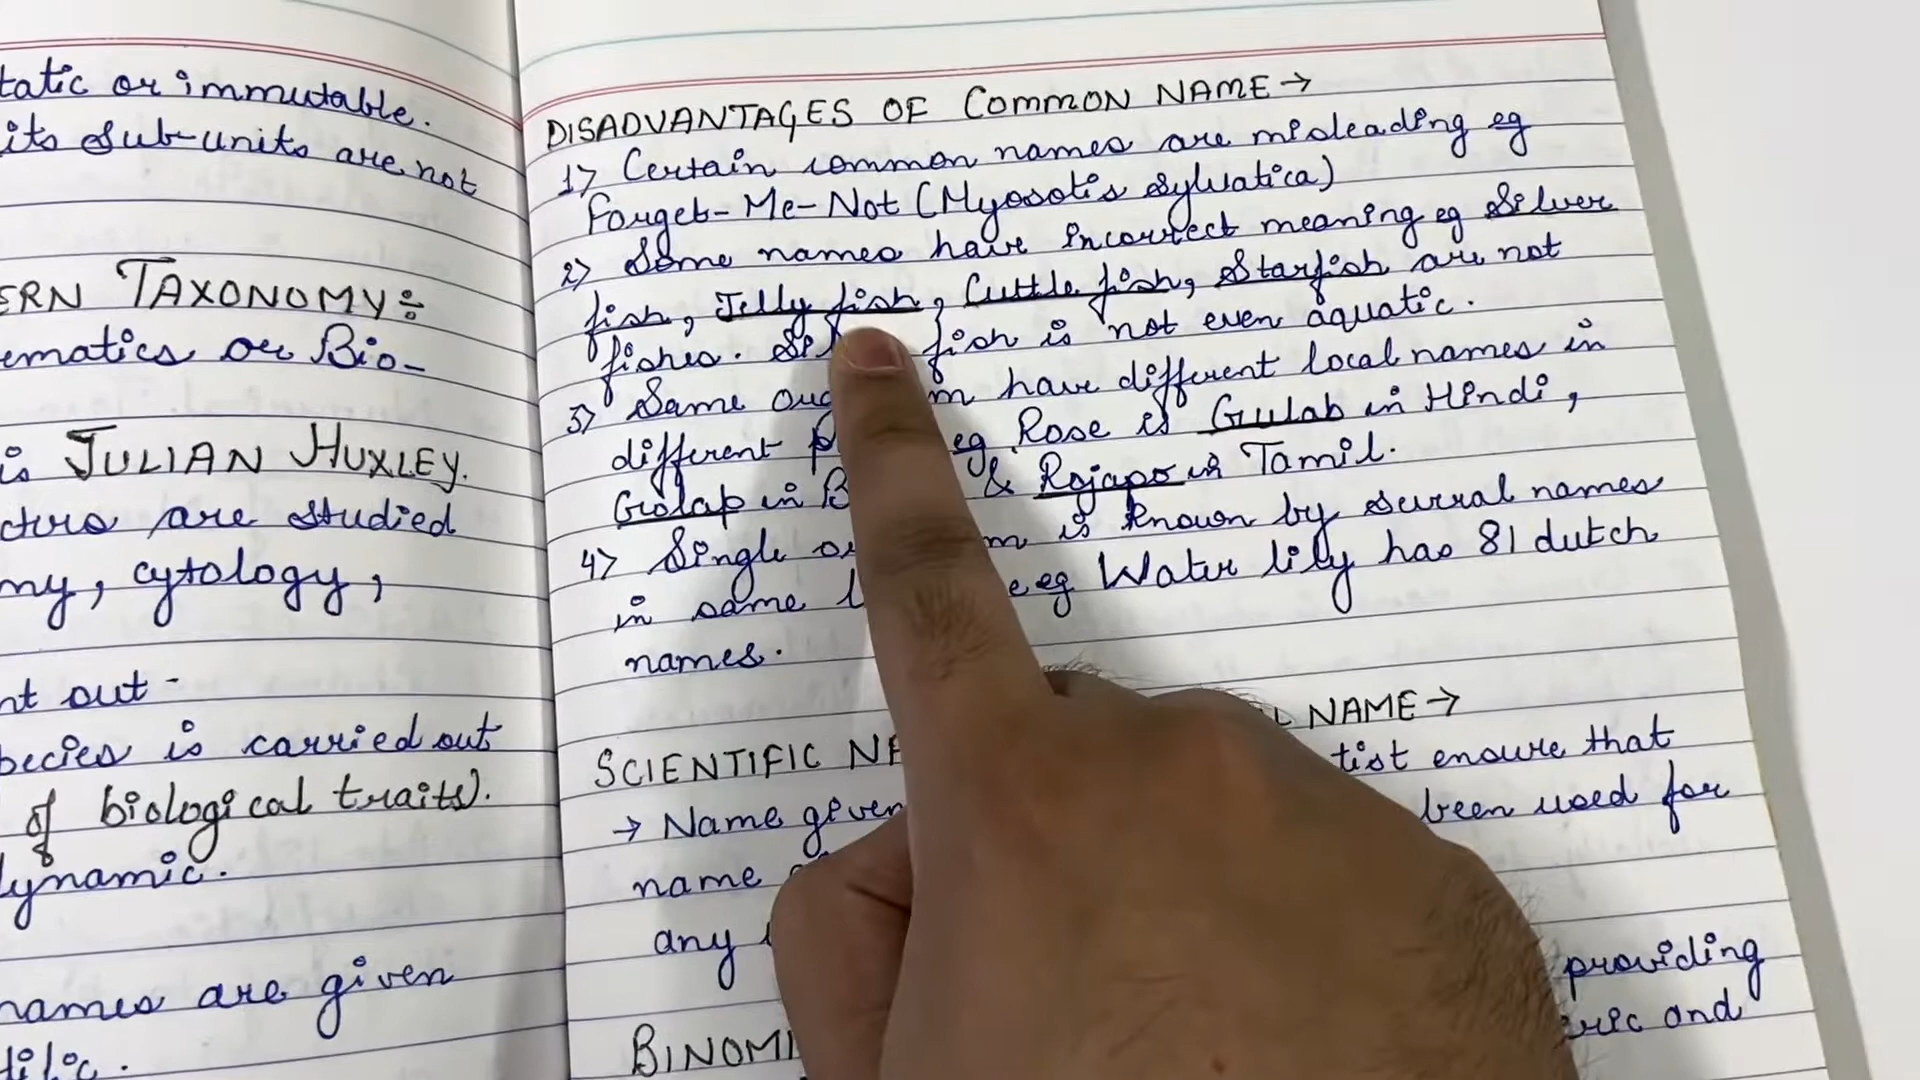 tatic or immutable.
its Sub-units are not
ERN TAXONOMY÷
ematics or Bio-
is JULIAN HUXLEY.
ctrs are studied
my, cytology,
nt out -
pecies is carried out
of biological traits).
dynamic.
names are given
DISADVANTAGES OF COMMON NAME →
1> Certain common names are misleading eg
Forget-Me-Not (Myosotis sylvatica)
2> Some names have incorrect meaning eg Silver
fish, Jelly fish, Cuttle fish, Starfish are not
fishes. fish is not even aquatic.
3> Same have different local names in
different eg Rose is Gulab in Hindi,
Golap in & Rojapo in Tamil.
4> Single is known by several names
in same eg Water lily has 81 dutch
names.
SCIENTIFIC NAME →
→ Name given tist ensure that
name been used for
any
providing
BINOMI and